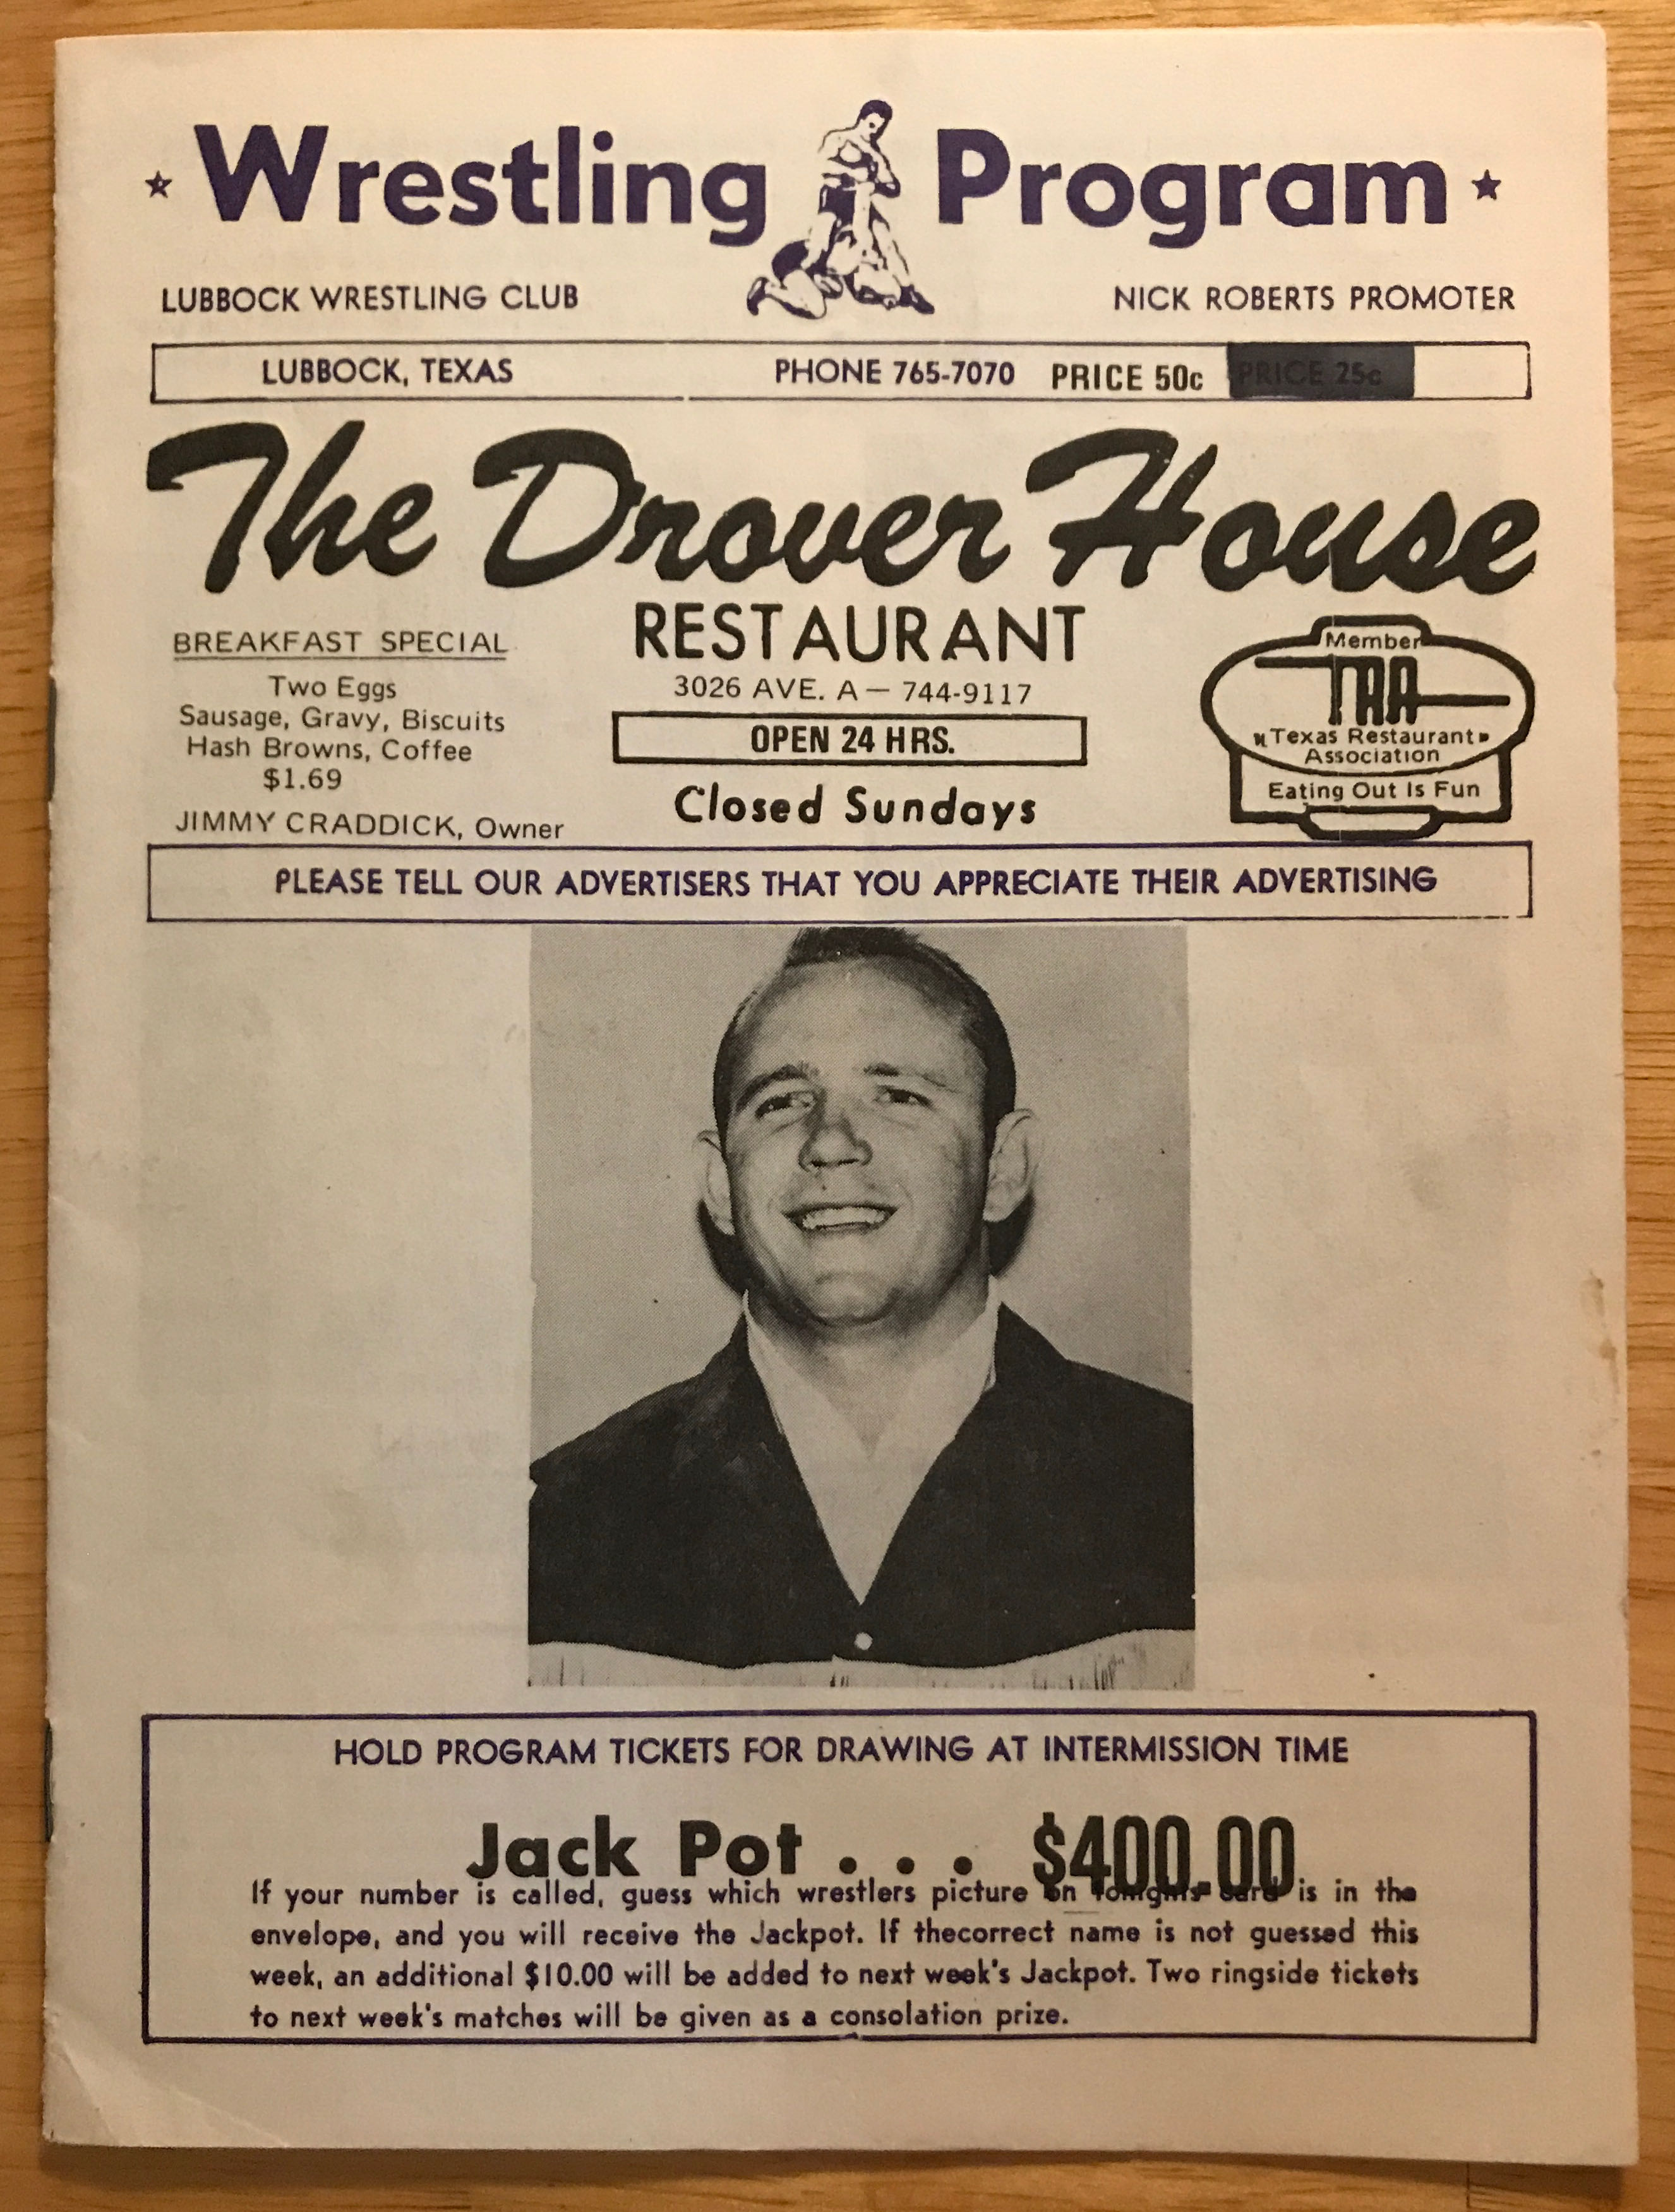 Wrestling Program
LUBBOCK WRESTLING CLUB NICK ROBERTS PROMOTER
LUBBOCK, TEXAS PHONE 765-7070 PRICE 50c PRICE 25c
The Drover House
RESTAURANT
3026 AVE. A — 744-9117
OPEN 24 HRS.
Closed Sundays
BREAKFAST SPECIAL
Two Eggs
Sausage, Gravy, Biscuits
Hash Browns, Coffee
$1.69
JIMMY CRADDICK, Owner
Member
TRA
Texas Restaurant
Association
Eating Out Is Fun
PLEASE TELL OUR ADVERTISERS THAT YOU APPRECIATE THEIR ADVERTISING
HOLD PROGRAM TICKETS FOR DRAWING AT INTERMISSION TIME
Jack Pot . . . $400.00
If your number is called, guess which wrestlers picture on tonights card is in the
envelope, and you will receive the Jackpot. If thecorrect name is not guessed this
week, an additional $10.00 will be added to next week's Jackpot. Two ringside tickets
to next week's matches will be given as a consolation prize.